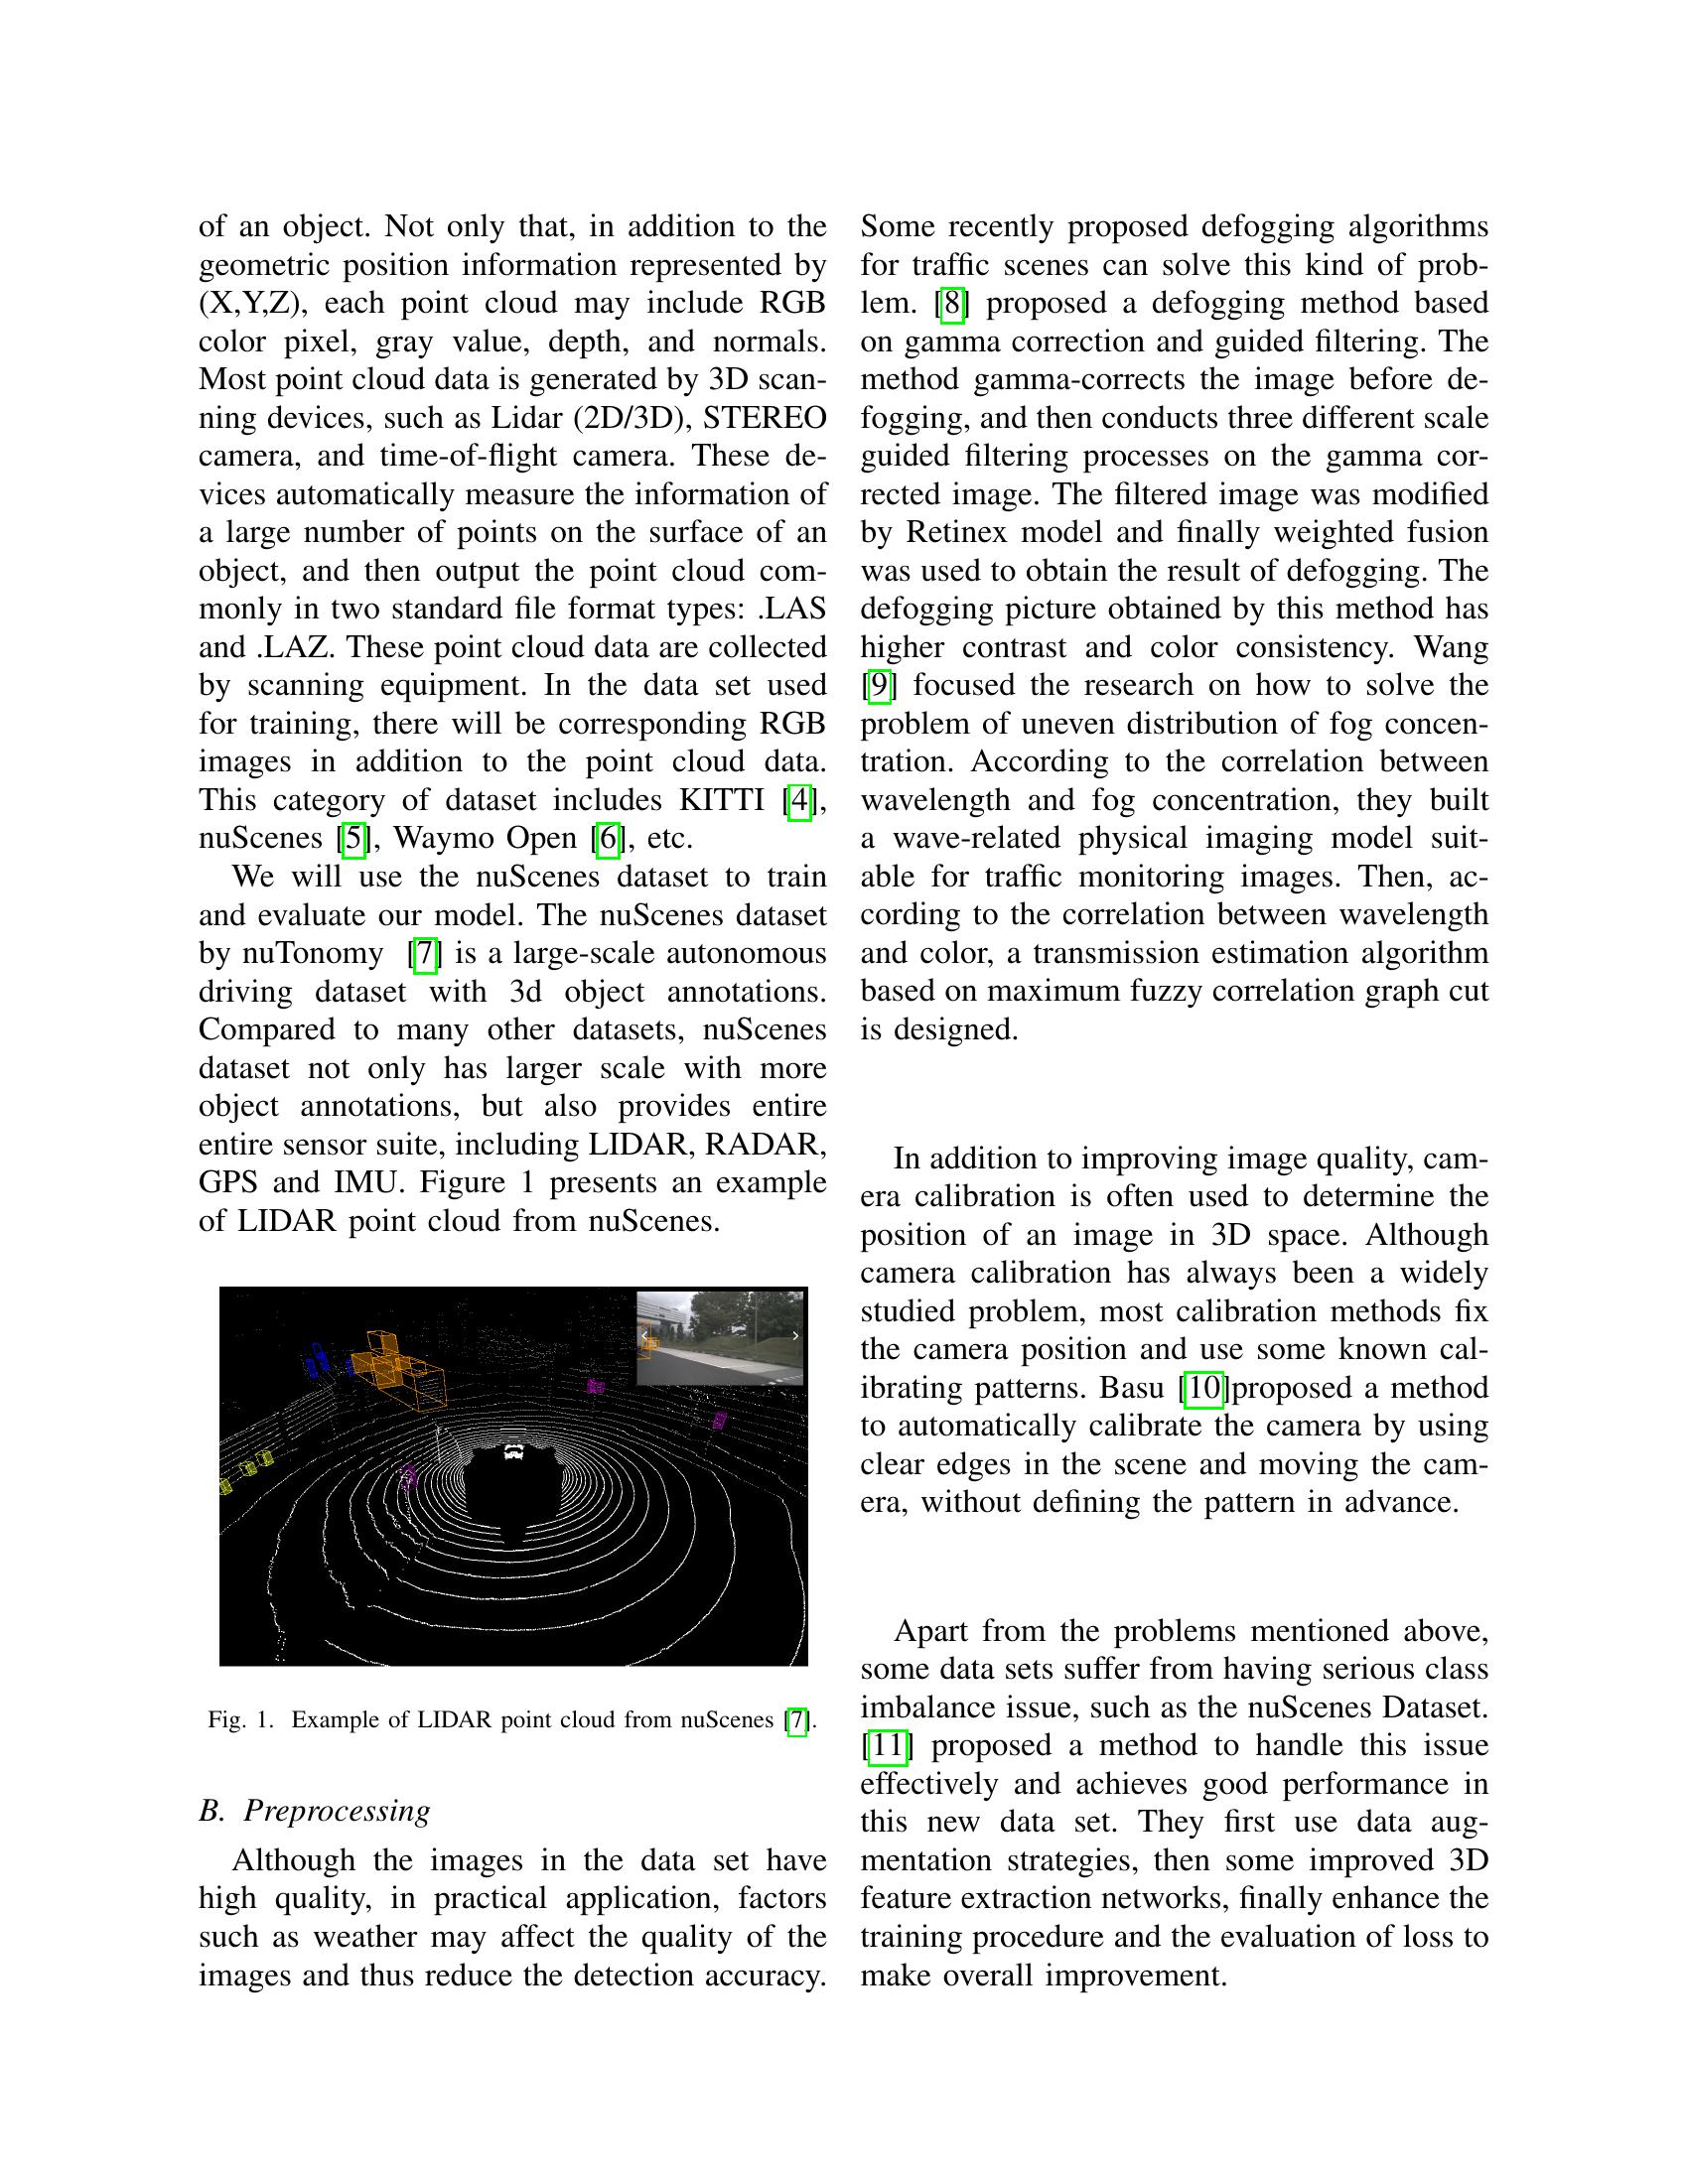 of an object. Not only that, in addition to the
geometric position information represented by
(X,Y,Z), each point cloud may include RGB
color pixel, gray value, depth, and normals.
Most point cloud data is generated by 3D scan-
ning devices, such as Lidar (2D/3D), STEREO
camera, and time-of-flight camera. These de-
vices automatically measure the information of
a large number of points on the surface of an
object, and then output the point cloud com-
monly in two standard file format types: .LAS
and .LAZ. These point cloud data are collected
by scanning equipment. In the data set used
for training, there will be corresponding RGB
images in addition to the point cloud data.
This category of dataset includes KITTI [4],
nuScenes [5], Waymo Open [6], etc.
We will use the nuScenes dataset to train
and evaluate our model. The nuScenes dataset
by nuTonomy [7] is a large-scale autonomous
driving dataset with 3d object annotations.
Compared to many other datasets, nuScenes
dataset not only has larger scale with more
object annotations, but also provides entire
entire sensor suite, including LIDAR, RADAR,
GPS and IMU. Figure 1 presents an example
of LIDAR point cloud from nuScenes.
Fig. 1. Example of LIDAR point cloud from nuScenes [7].
B. Preprocessing
Although the images in the data set have
high quality, in practical application, factors
such as weather may affect the quality of the
images and thus reduce the detection accuracy.
Some recently proposed defogging algorithms
for traffic scenes can solve this kind of prob-
lem. [8] proposed a defogging method based
on gamma correction and guided filtering. The
method gamma-corrects the image before de-
fogging, and then conducts three different scale
guided filtering processes on the gamma cor-
rected image. The filtered image was modified
by Retinex model and finally weighted fusion
was used to obtain the result of defogging. The
defogging picture obtained by this method has
higher contrast and color consistency. Wang
[9] focused the research on how to solve the
problem of uneven distribution of fog concen-
tration. According to the correlation between
wavelength and fog concentration, they built
a wave-related physical imaging model suit-
able for traffic monitoring images. Then, ac-
cording to the correlation between wavelength
and color, a transmission estimation algorithm
based on maximum fuzzy correlation graph cut
is designed.
In addition to improving image quality, cam-
era calibration is often used to determine the
position of an image in 3D space. Although
camera calibration has always been a widely
studied problem, most calibration methods fix
the camera position and use some known cal-
ibrating patterns. Basu [10]proposed a method
to automatically calibrate the camera by using
clear edges in the scene and moving the cam-
era, without defining the pattern in advance.
Apart from the problems mentioned above,
some data sets suffer from having serious class
imbalance issue, such as the nuScenes Dataset.
[11] proposed a method to handle this issue
effectively and achieves good performance in
this new data set. They first use data aug-
mentation strategies, then some improved 3D
feature extraction networks, finally enhance the
training procedure and the evaluation of loss to
make overall improvement.